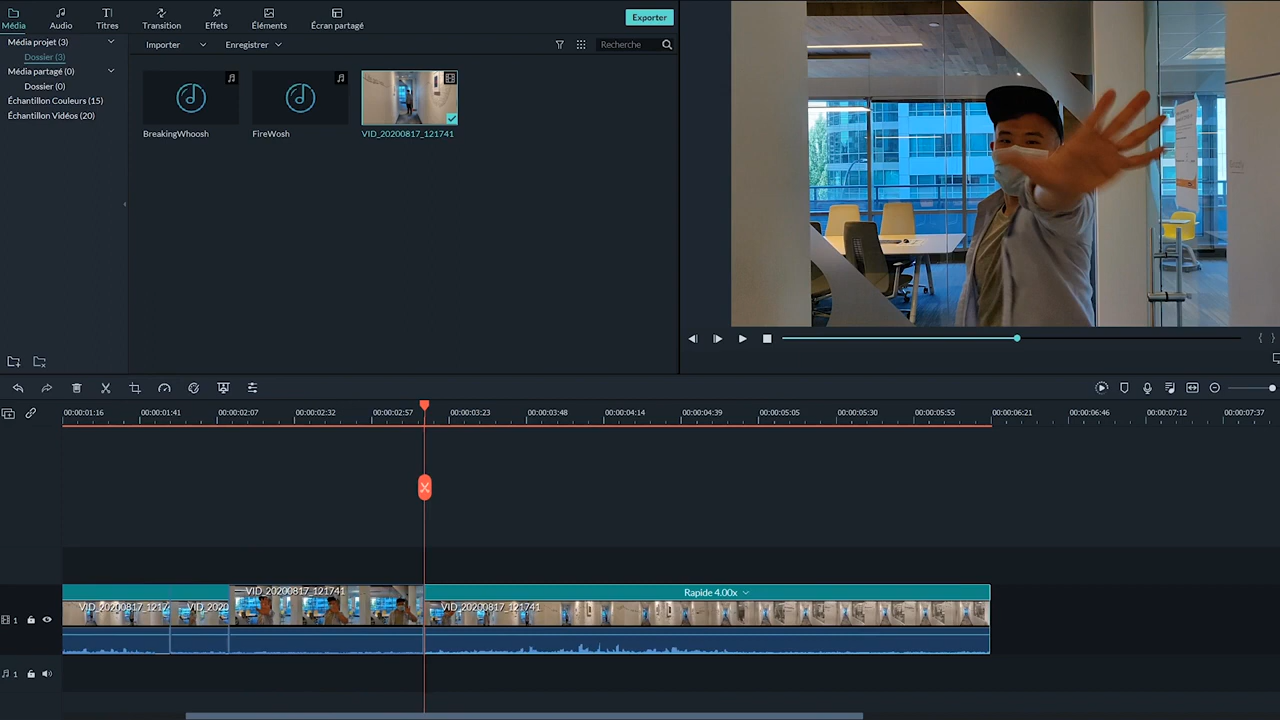 Média
Audio
Titres
Transition
Effets
Éléments
Écran partagé
Exporter
Média projet (3)
Dossier (3)
Média partagé (0)
Dossier (0)
Échantillon Couleurs (15)
Échantillon Vidéos (20)
Importer
Enregistrer
Recherche
BreakingWhoosh
FireWosh
VID_20200817_121741
00:00:01:16
00:00:01:41
00:00:02:07
00:00:02:32
00:00:02:57
00:00:03:23
00:00:03:48
00:00:04:14
00:00:04:39
00:00:05:05
00:00:05:30
00:00:05:55
00:00:06:21
00:00:06:46
00:00:07:12
00:00:07:37
VID_20200817_121741
Rapide 4.00x
VID_20200817_1217
VID_2020
VID_20200817_121741
1
1